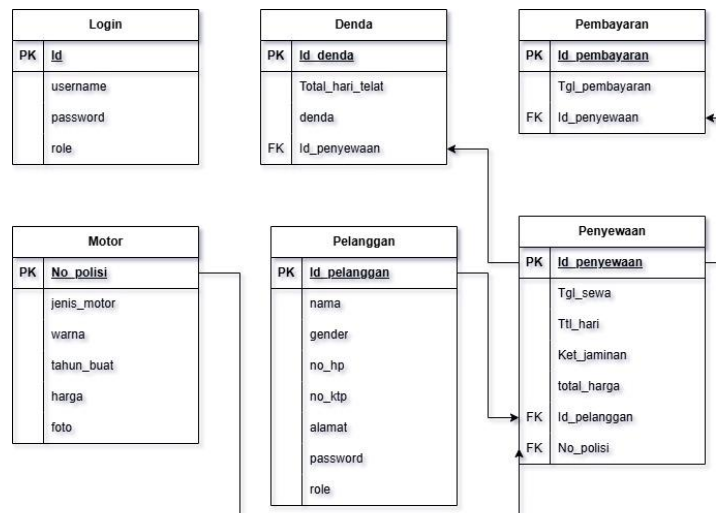 Login
PK Id
username
password
role
Denda
PK Id_denda
Total_hari_telat
denda
FK Id_penyewaan
Pembayaran
PK Id_pembayaran
Tgl_pembayaran
FK Id_penyewaan
Motor
PK No_polisi
jenis_motor
warna
tahun_buat
harga
foto
Pelanggan
PK Id_pelanggan
nama
gender
no_hp
no_ktp
alamat
password
role
Penyewaan
PK Id_penyewaan
Tgl_sewa
Ttl_hari
Ket_jaminan
total_harga
FK Id_pelanggan
FK No_polisi